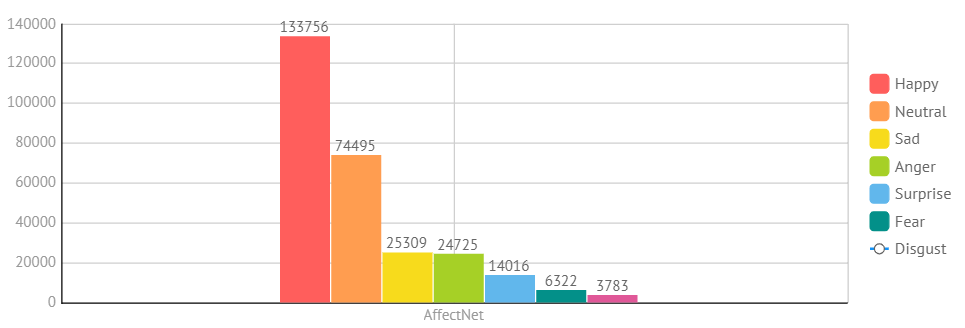 140000
120000
100000
80000
60000
40000
20000
0
133756
74495
25309
24725
14016
6322
3783
AffectNet
Happy
Neutral
Sad
Anger
Surprise
Fear
Disgust